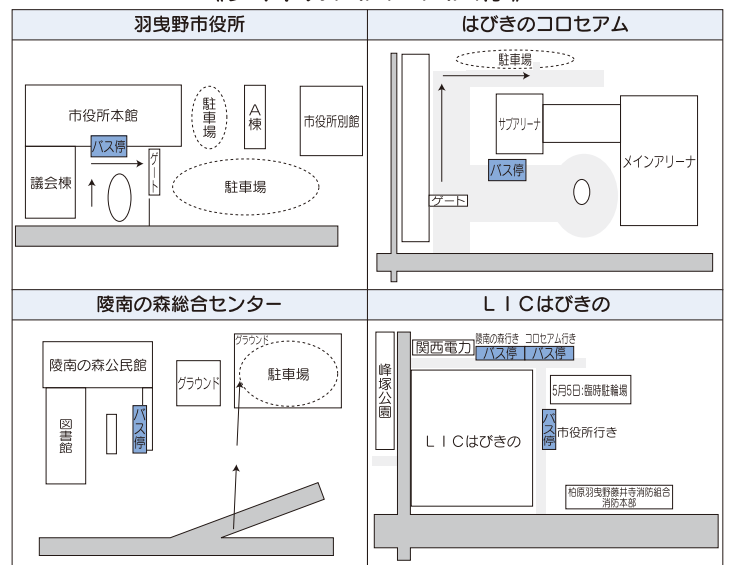 羽曳野市役所
市役所本館
バス停
議会棟
ゲート
駐車場
A棟
市役所別館
駐車場
はびきのコロセアム
駐車場
サブアリーナ
メインアリーナ
バス停
ゲート
陵南の森総合センター
陵南の森公民館
図書館
バス停
グラウンド
グラウンド
駐車場
LICはびきの
峰塚公園
関西電力
陵南の森行き
バス停
コロセアム行き
バス停
5月5日:臨時駐輪場
バス停
市役所行き
LICはびきの
柏原羽曳野藤井寺消防組合
消防本部